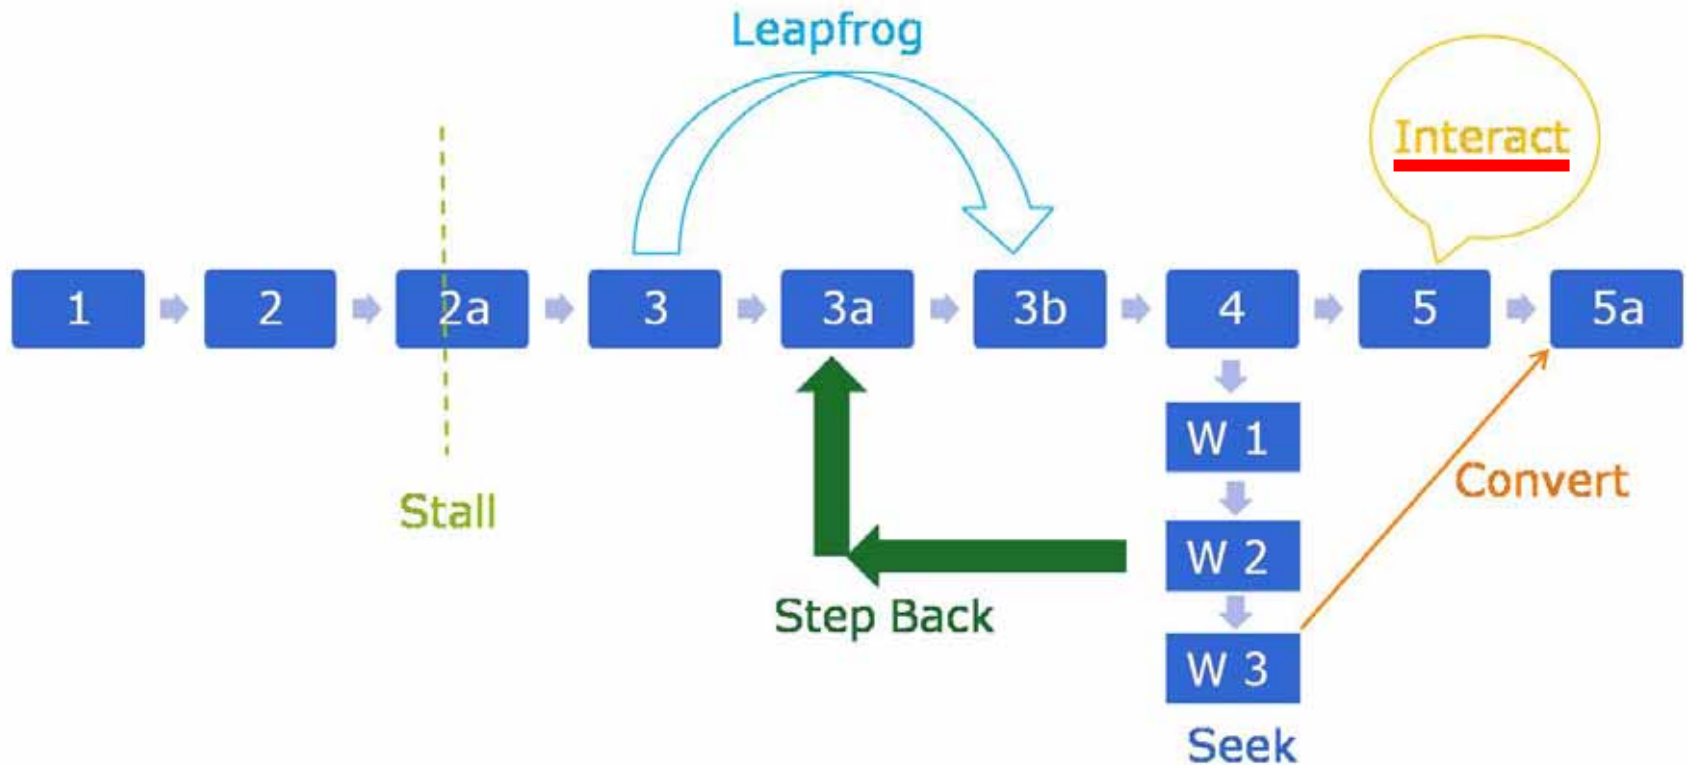 Leapfrog
Interact
1
2
2a
3
3a
3b
4
5
5a
W 1
Convert
Stall
W 2
Step Back
W 3
Seek